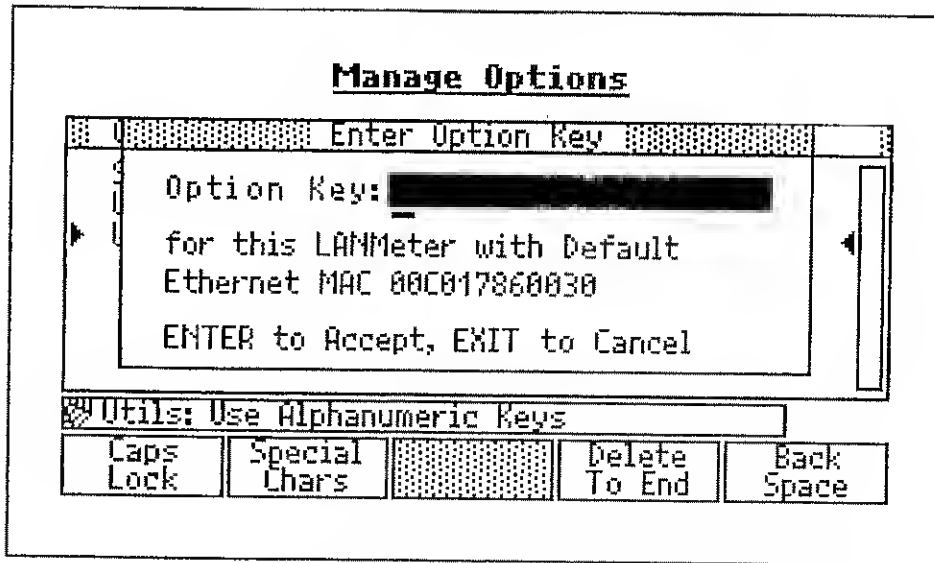 Manage Options
Enter Option Key
Option Key:
for this LANMeter with Default
Ethernet MAC 00C017860030
ENTER to Accept, EXIT to Cancel
Utils: Use Alphanumeric Keys
Caps Lock
Special Chars
Delete To End
Back Space